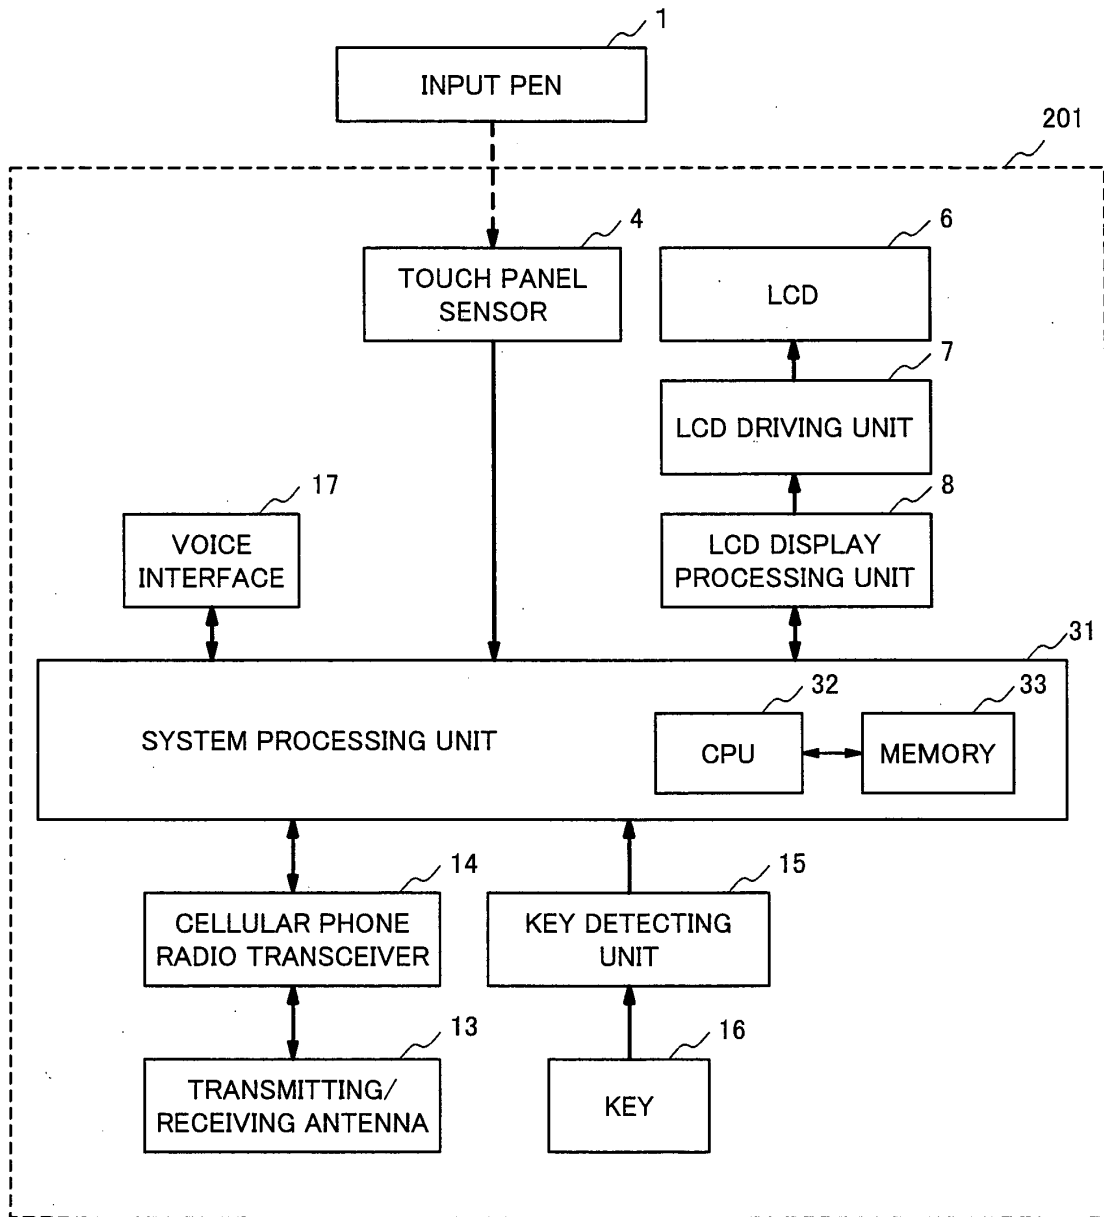 1
INPUT PEN
201
4
TOUCH PANEL
SENSOR
6
LCD
7
LCD DRIVING UNIT
17
VOICE
INTERFACE
8
LCD DISPLAY
PROCESSING UNIT
31
SYSTEM PROCESSING UNIT
32
CPU
33
MEMORY
14
CELLULAR PHONE
RADIO TRANSCEIVER
15
KEY DETECTING
UNIT
13
TRANSMITTING/
RECEIVING ANTENNA
16
KEY